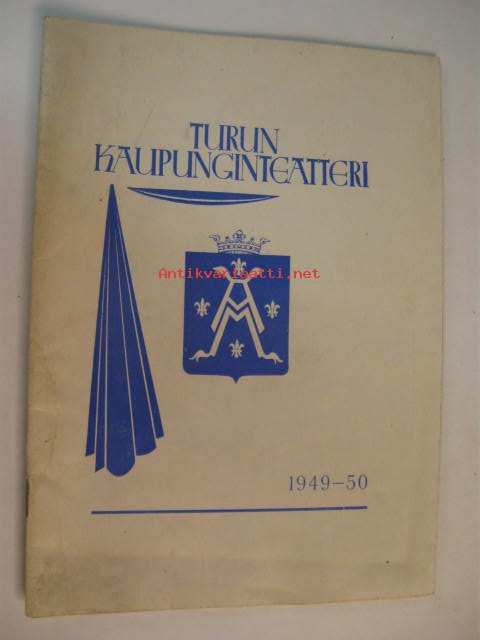 TURUN
KAUPUNGINTEATTERI
Antikvariaatti.net
A
1949–50